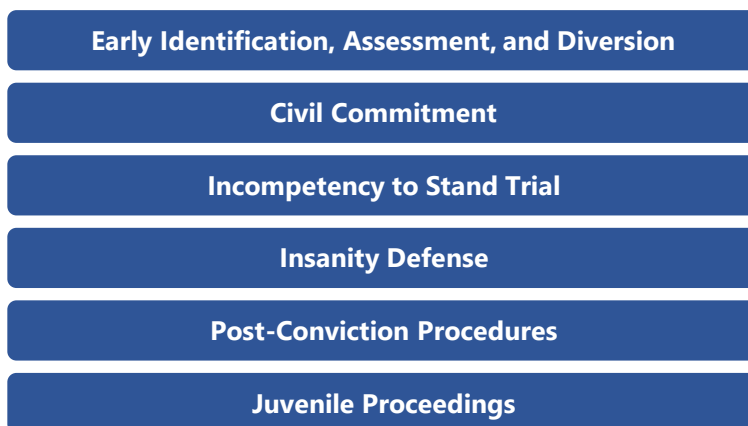 Early Identification, Assessment, and Diversion
Civil Commitment
Incompetency to Stand Trial
Insanity Defense
Post-Conviction Procedures
Juvenile Proceedings